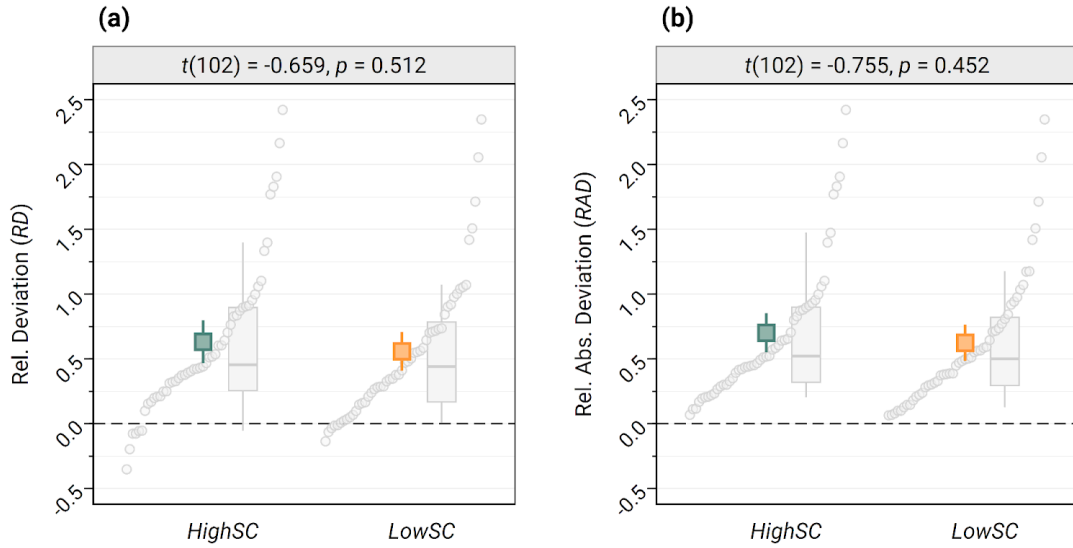 (a)
t(102) = -0.659, p = 0.512
Rel. Deviation (RD)
2.5
2.0
1.5
1.0
0.5
0.0
-0.5
HighSC
LowSC
(b)
t(102) = -0.755, p = 0.452
Rel. Abs. Deviation (RAD)
2.5
2.0
1.5
1.0
0.5
0.0
-0.5
HighSC
LowSC